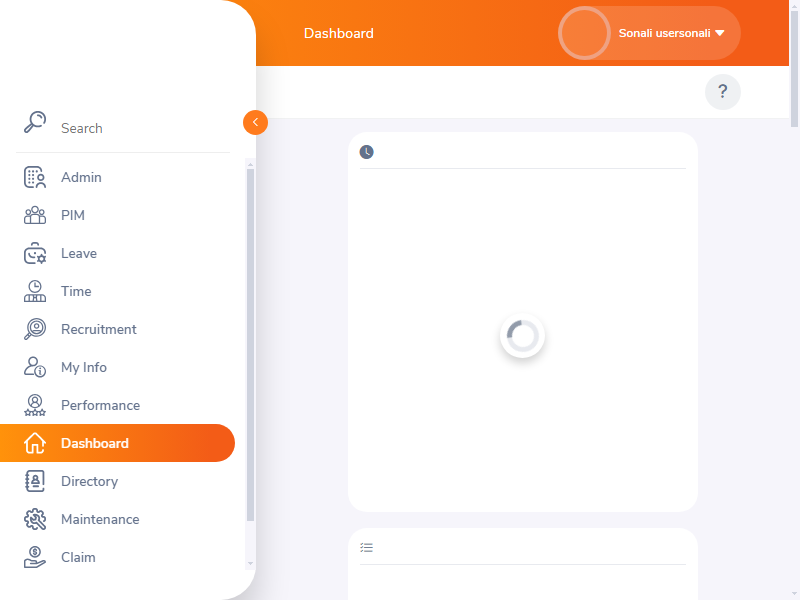 Dashboard
Sonali usersonali
?
Search
Admin
PIM
Leave
Time
Recruitment
My Info
Performance
Dashboard
Directory
Maintenance
Claim